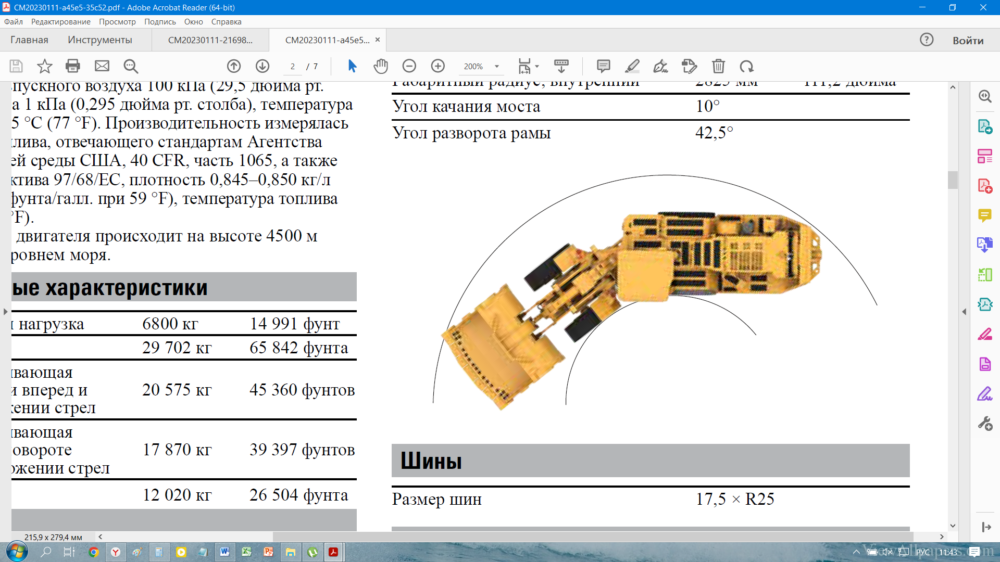 CM20230111-a45e5-35c52.pdf - Adobe Acrobat Reader (64-bit)
Файл Редактирование Просмотр Подпись Окно Справка
Главная Инструменты CM20230111-21698... CM20230111-a45e5... × Войти
2 / 7 200%
пускного воздуха 100 кПа (29,5 дюйма рт.
а 1 кПа (0,295 дюйма рт. столба), температура
5 °C (77 °F). Производительность измерялась
лива, отвечающего стандартам Агентства
ей среды США, 40 CFR, часть 1065, а также
ктива 97/68/EC, плотность 0,845–0,850 кг/л
фунта/галл. при 59 °F), температура топлива
°F).
двигателя происходит на высоте 4500 м
ровнем моря.
ые характеристики
нагрузка 6800 кг 14 991 фунт
29 702 кг 65 842 фунта
ивающая
и вперед и 20 575 кг 45 360 фунтов
жении стрел
ивающая
овороте 17 870 кг 39 397 фунтов
ожении стрел
12 020 кг 26 504 фунта
Габаритный радиус, внутренний 2825 мм 111,2 дюйма
Угол качания моста 10°
Угол разворота рамы 42,5°
Шины
Размер шин 17,5 × R25
215,9 x 279,4 мм
ViewAllpapers.com
РУС 11:43